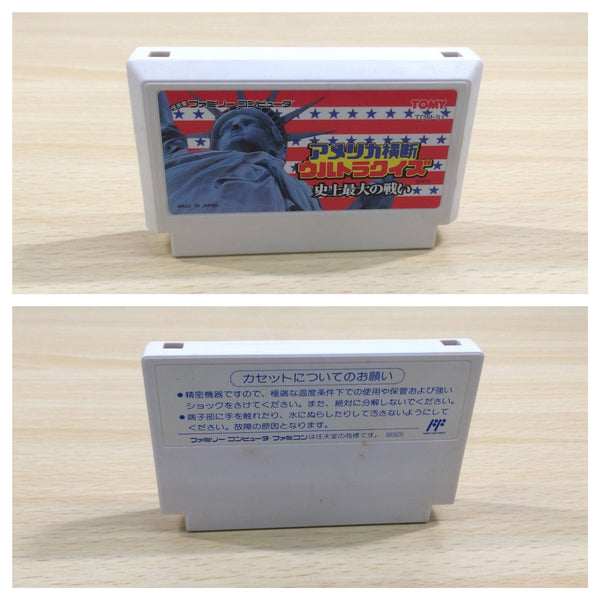 ファミリー コンピュータ
TOMY
アメリカ横断
ウルトラクイズ
史上最大の戦い
MADE IN JAPAN
カセットについてのお願い
●精密機器ですので、極端な温度条件下での使用や保管および強い
ショックをさけてください。また、絶対に分解しないでください。
●端子部に手を触れたり、水にぬらしたりして汚さないようにして
ください。故障の原因となります。
ファミリー コンピュータ・ファミコンは任天堂の商標です。